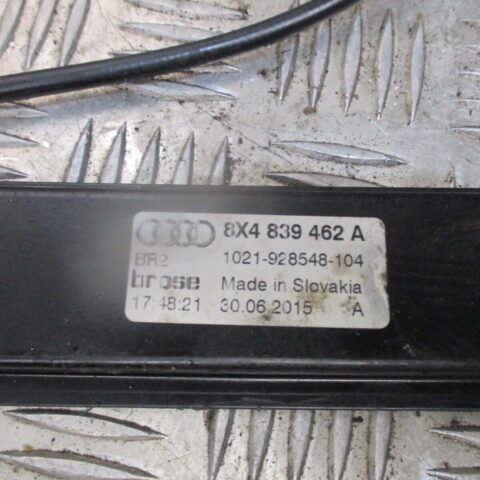 8X4 839 462 A
BR2 1021-928548-104
brose Made in Slovakia
17:48:21 30.06.2015 A